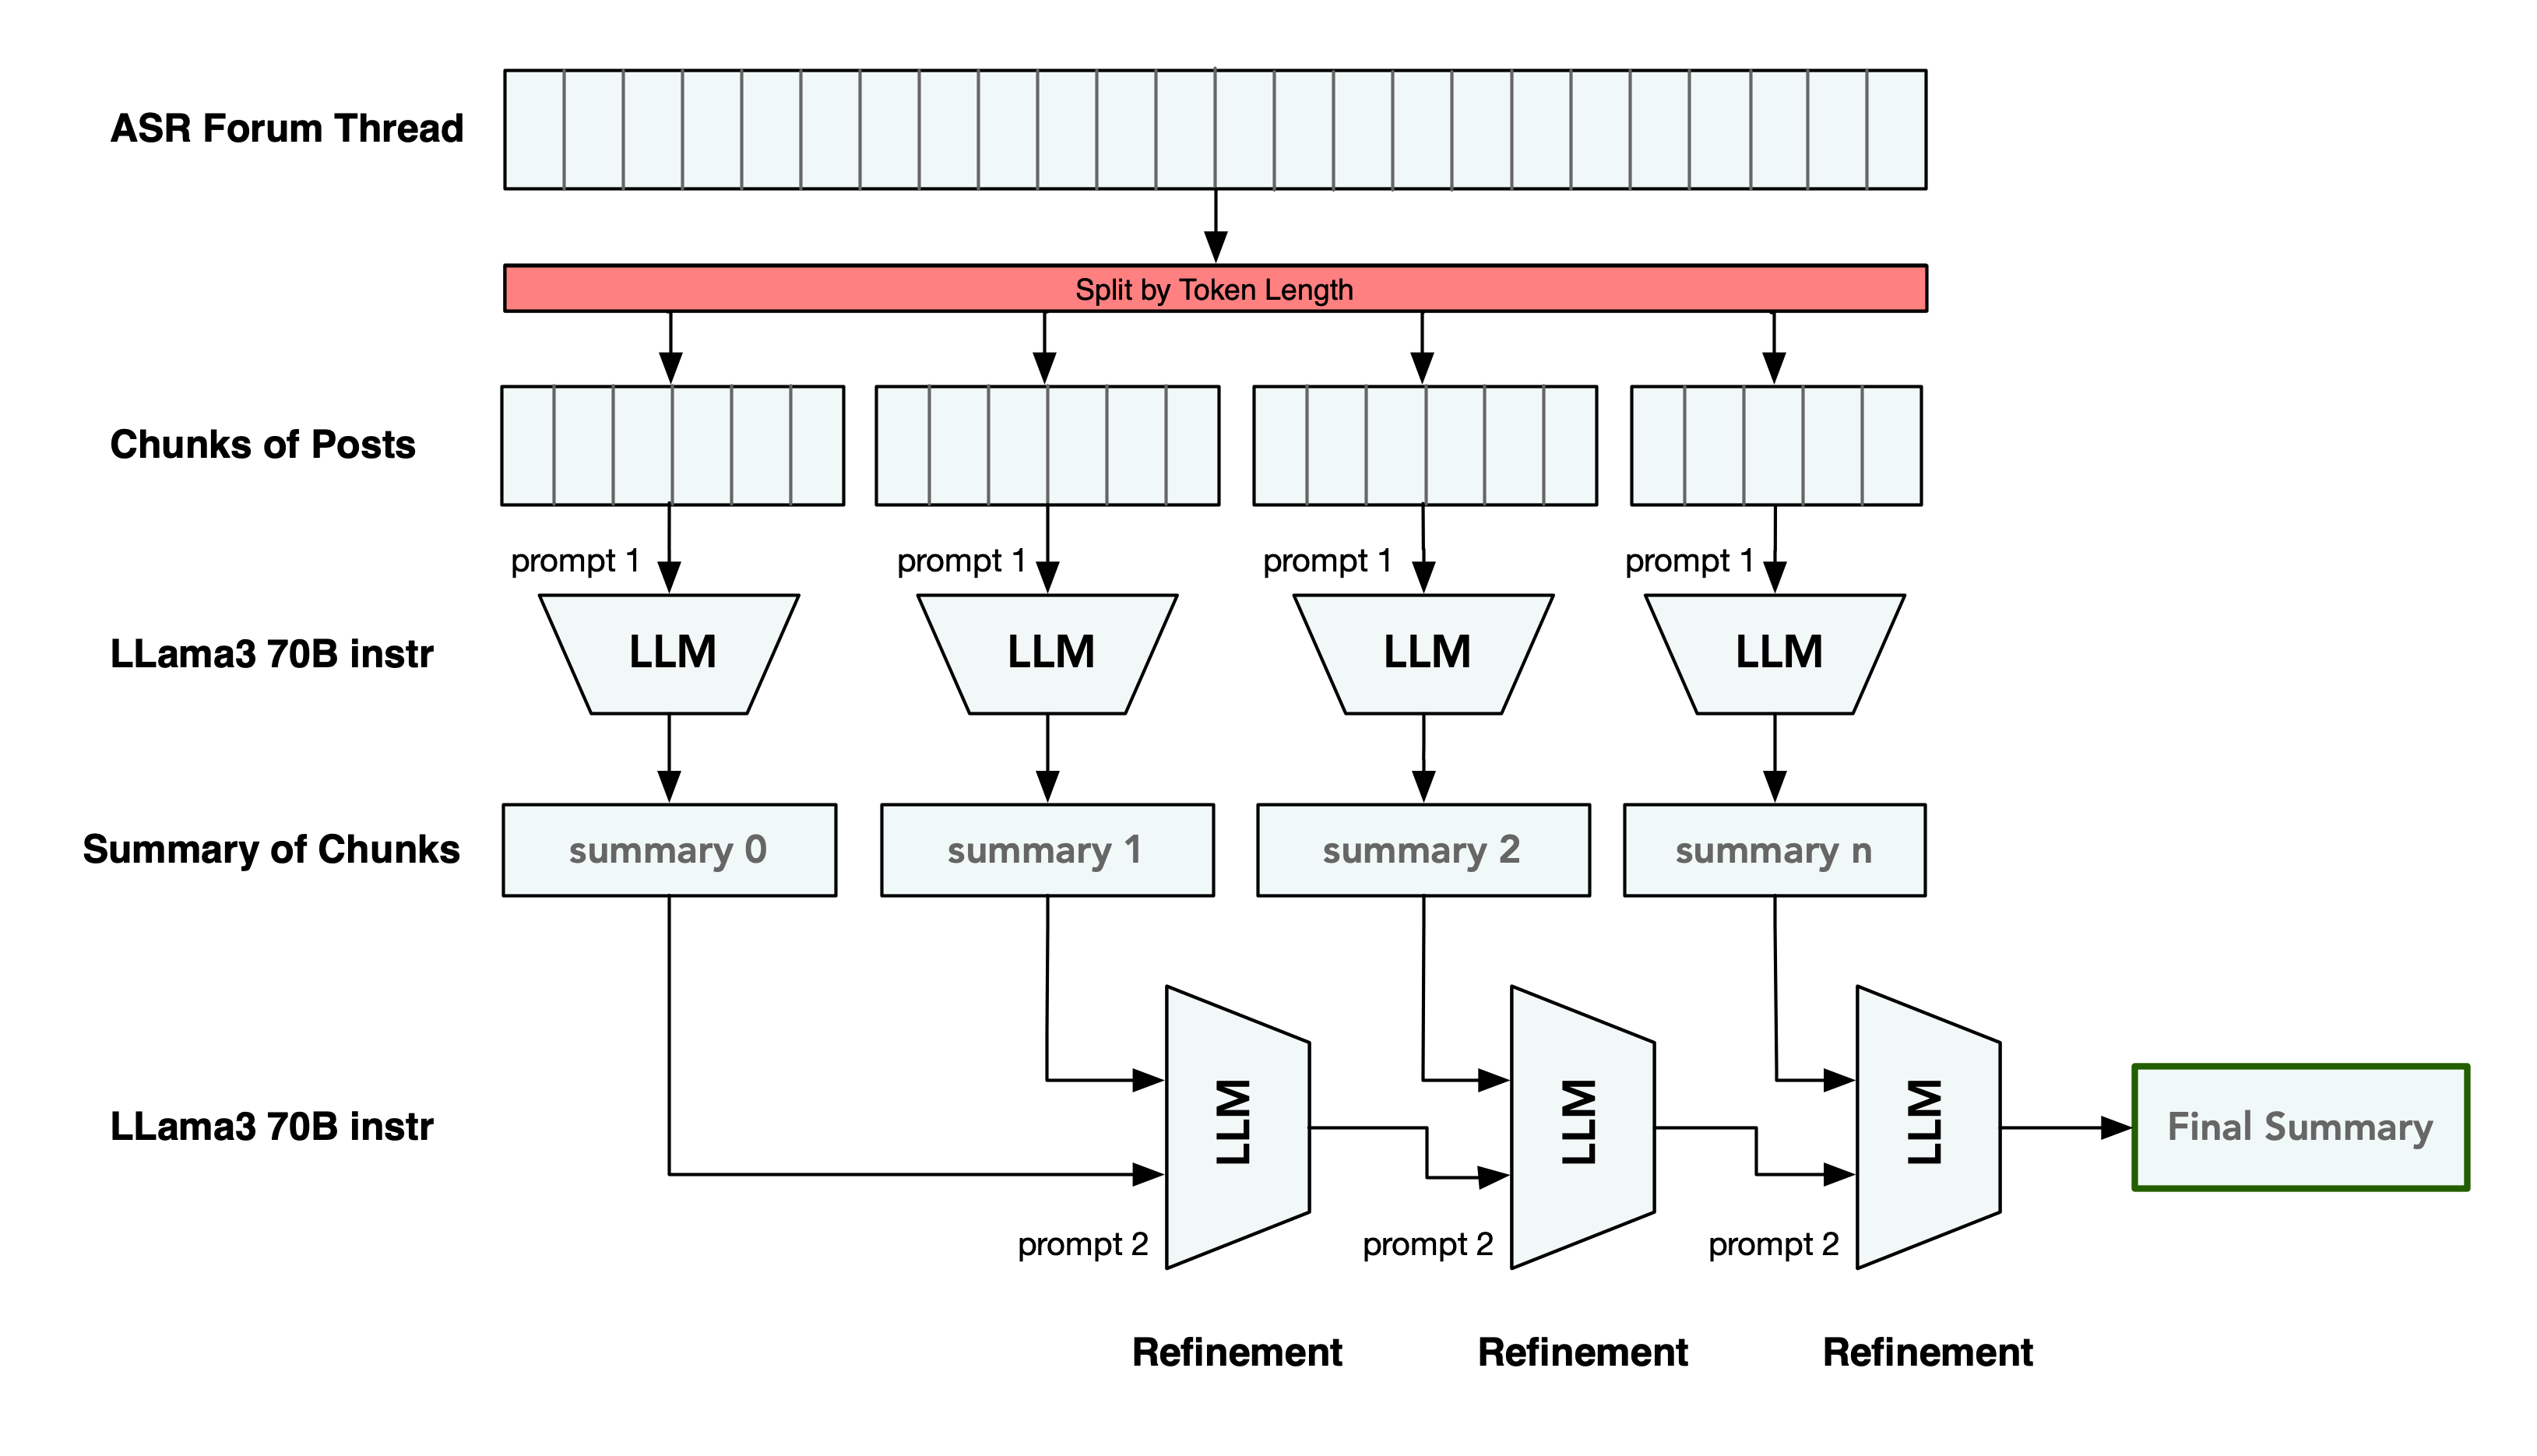 ASR Forum Thread
Split by Token Length
Chunks of Posts
prompt 1
prompt 1
prompt 1
prompt 1
LLama3 70B instr
LLM
LLM
LLM
LLM
Summary of Chunks
summary 0
summary 1
summary 2
summary n
LLama3 70B instr
LLM
LLM
LLM
Final Summary
prompt 2
prompt 2
prompt 2
Refinement
Refinement
Refinement